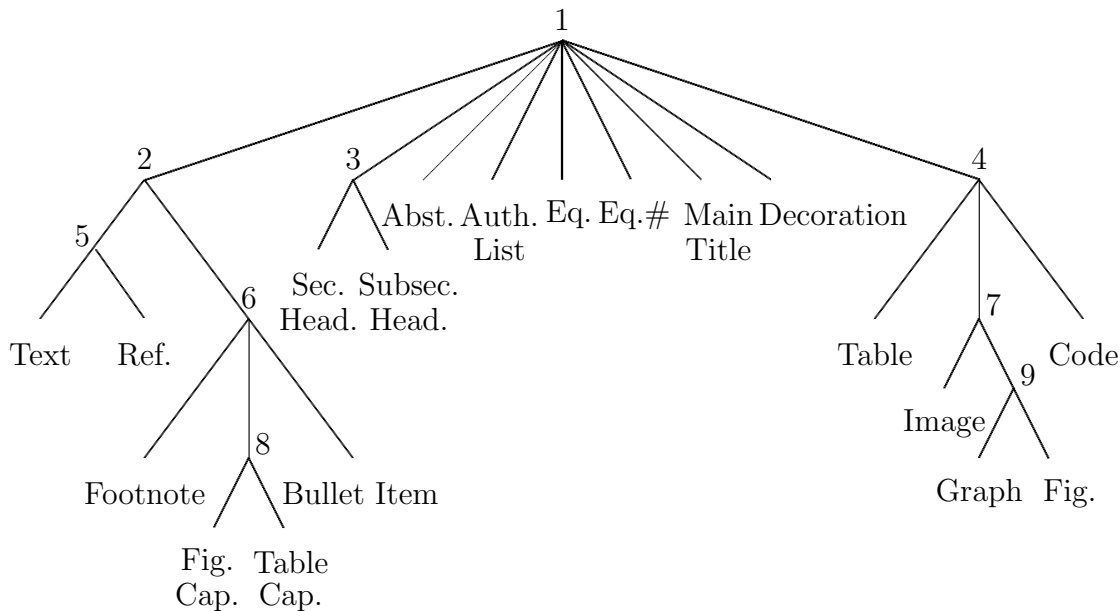 1
2
3
4
Abst. Auth. List
Eq. Eq.# Main Title
Decoration
5
Sec. Head.
Subsec. Head.
6
7
Text
Ref.
Table
Code
9
Image
8
Footnote
Bullet Item
Graph
Fig.
Fig. Cap.
Table Cap.